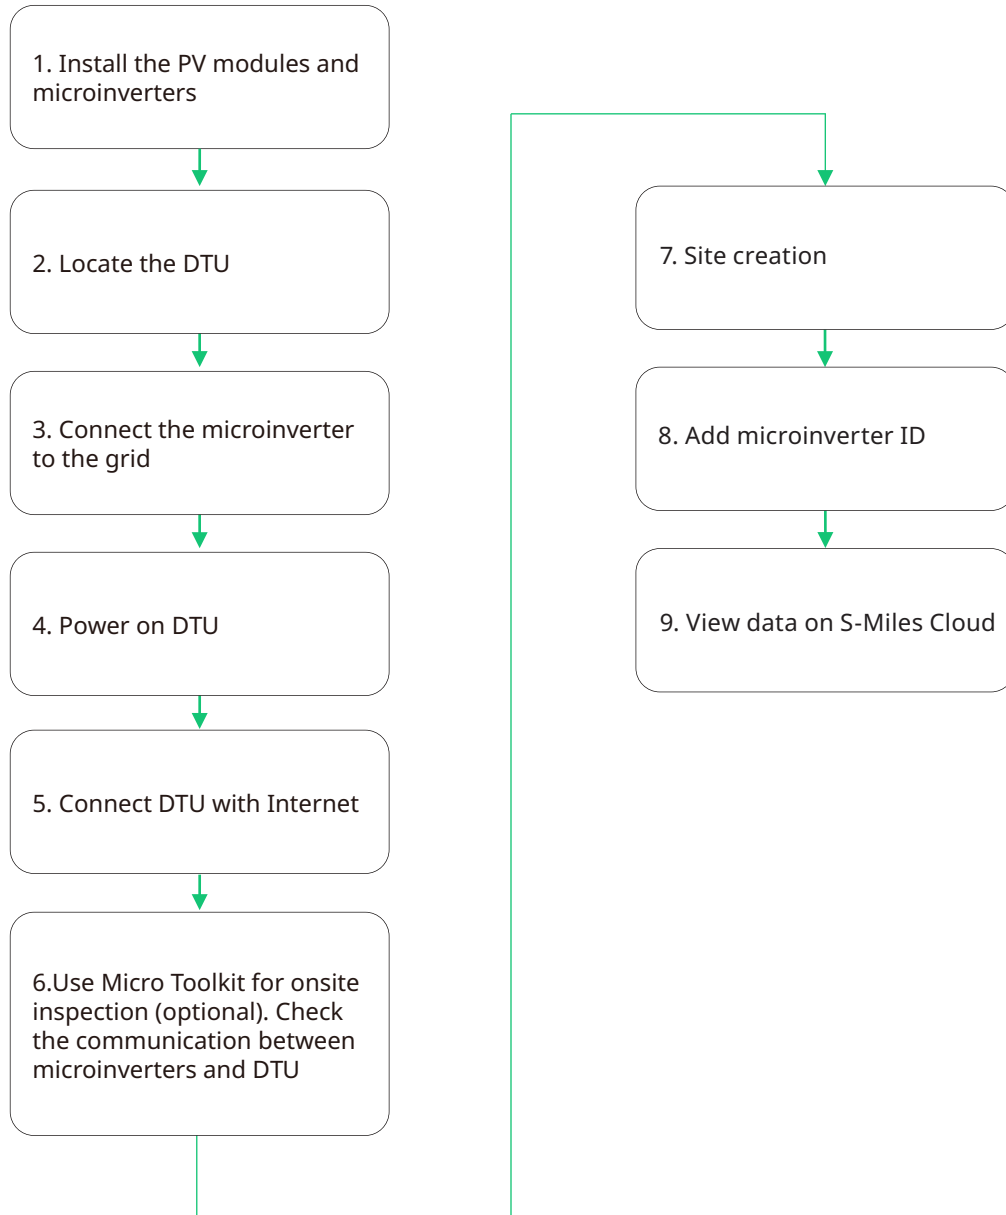 1. Install the PV modules and
microinverters
2. Locate the DTU
3. Connect the microinverter
to the grid
4. Power on DTU
5. Connect DTU with Internet
6.Use Micro Toolkit for onsite
inspection (optional). Check
the communication between
microinverters and DTU
7. Site creation
8. Add microinverter ID
9. View data on S-Miles Cloud